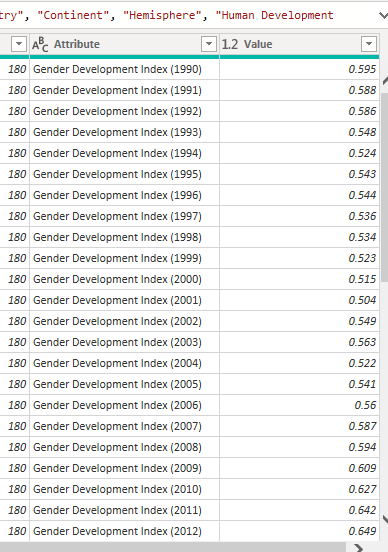 try", "Continent", "Hemisphere", "Human Development
ABC Attribute 1.2 Value
180 Gender Development Index (1990) 0.595
180 Gender Development Index (1991) 0.588
180 Gender Development Index (1992) 0.586
180 Gender Development Index (1993) 0.548
180 Gender Development Index (1994) 0.524
180 Gender Development Index (1995) 0.543
180 Gender Development Index (1996) 0.544
180 Gender Development Index (1997) 0.536
180 Gender Development Index (1998) 0.534
180 Gender Development Index (1999) 0.523
180 Gender Development Index (2000) 0.515
180 Gender Development Index (2001) 0.504
180 Gender Development Index (2002) 0.549
180 Gender Development Index (2003) 0.563
180 Gender Development Index (2004) 0.522
180 Gender Development Index (2005) 0.541
180 Gender Development Index (2006) 0.56
180 Gender Development Index (2007) 0.587
180 Gender Development Index (2008) 0.594
180 Gender Development Index (2009) 0.609
180 Gender Development Index (2010) 0.627
180 Gender Development Index (2011) 0.642
180 Gender Development Index (2012) 0.649